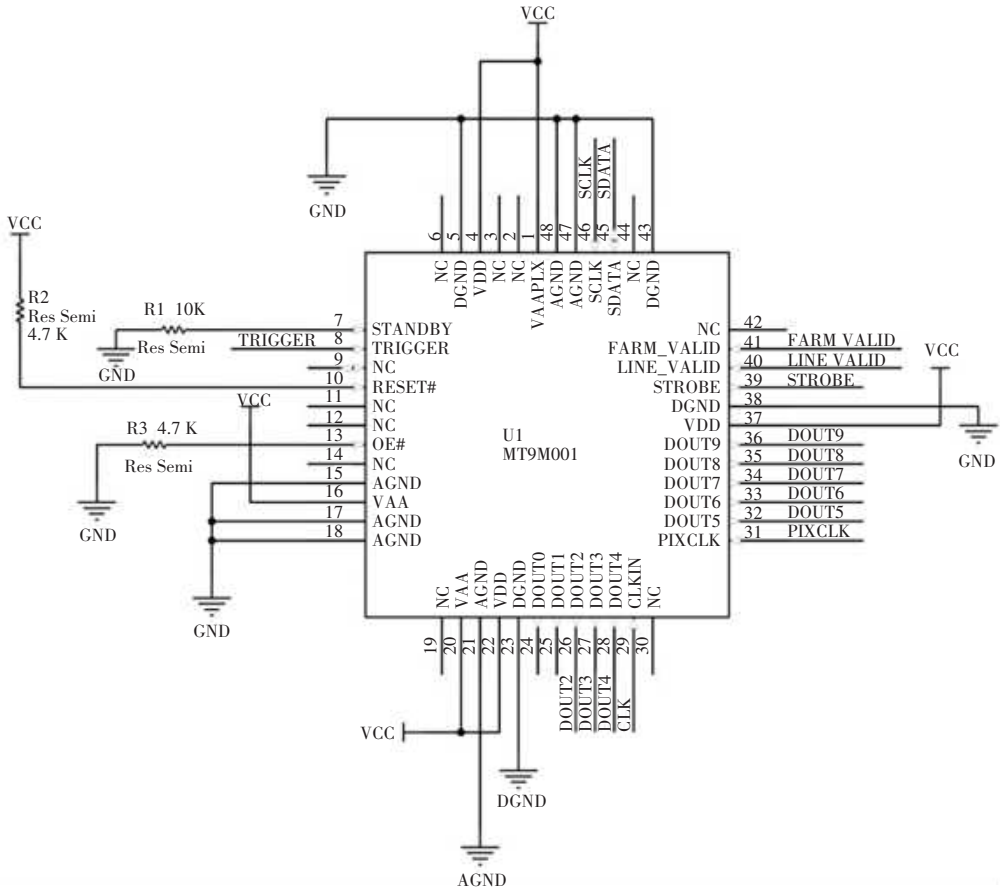 VCC
GND
SCLK
SDATA
6
5
4
3
2
1
48
47
46
45
44
43
NC
DGND
VDD
NC
NC
VAAPLX
AGND
AGND
SCLK
SDATA
NC
DGND
VCC
R2
Res Semi
4.7 K
R1 10K
Res Semi
GND
TRIGGER
VCC
R3 4.7 K
Res Semi
GND
GND
7 STANDBY
8 TRIGGER
9 NC
10 RESET#
11 NC
12 NC
13 OE#
14 NC
15 AGND
16 VAA
17 AGND
18 AGND
U1
MT9M001
NC 42
FARM_VALID 41 FARM VALID
LINE_VALID 40 LINE VALID
STROBE 39 STROBE
DGND 38
VDD 37
DOUT9 36 DOUT9
DOUT8 35 DOUT8
DOUT7 34 DOUT7
DOUT6 33 DOUT6
DOUT5 32 DOUT5
PIXCLK 31 PIXCLK
VCC
GND
NC
VAA
AGND
VDD
DGND
DOUT0
DOUT1
DOUT2
DOUT3
DOUT4
CLKIN
NC
19
20
21
22
23
24
25
26
27
28
29
30
DOUT2
DOUT3
DOUT4
CLK
VCC
DGND
AGND